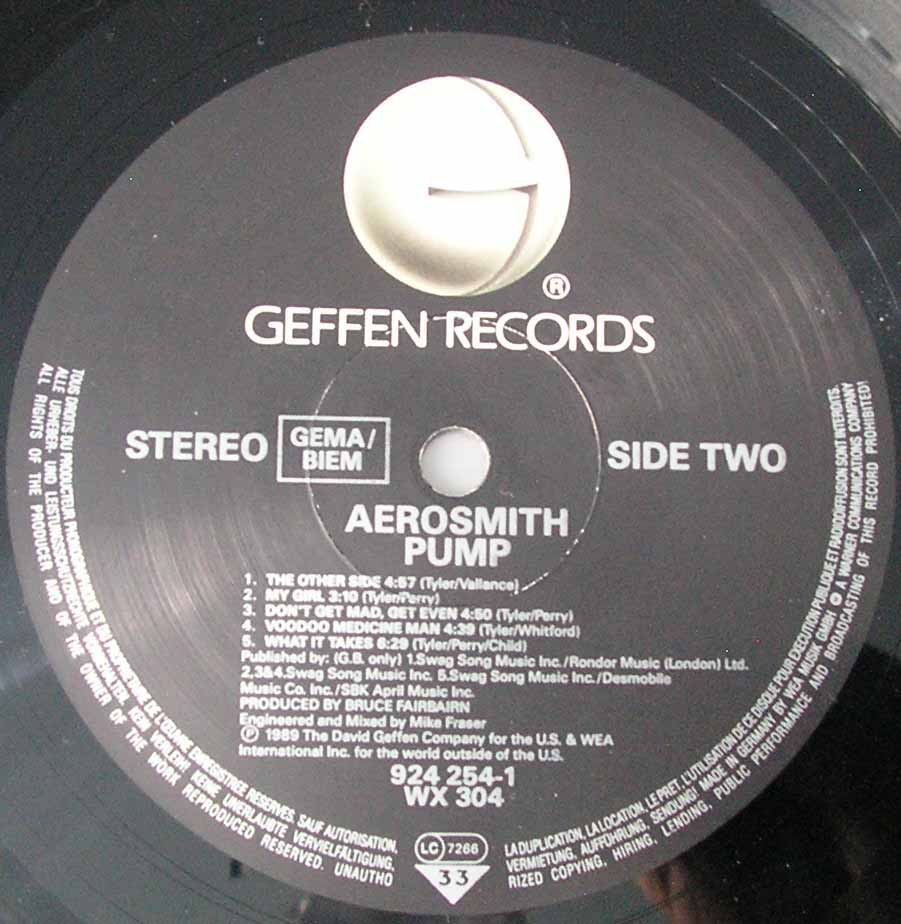 ®
GEFFEN RECORDS
STEREO
GEMA/
BIEM
SIDE TWO
AEROSMITH
PUMP
1. THE OTHER SIDE 4:57 (Tyler/Vallance)
2. MY GIRL 3:10 (Tyler/Perry)
3. DON'T GET MAD, GET EVEN 4:50 (Tyler/Perry)
4. VOODOO MEDICINE MAN 4:39 (Tyler/Whitford)
5. WHAT IT TAKES 6:29 (Tyler/Perry/Child)
Published by: (G.B. only) 1.Swag Song Music Inc./Rondor Music (London) Ltd.
2,3&4.Swag Song Music Inc. 5.Swag Song Music Inc./Desmobile
Music Co. Inc./SBK April Music Inc.
PRODUCED BY BRUCE FAIRBAIRN
Engineered and Mixed by Mike Fraser
℗ 1989 The David Geffen Company for the U.S. & WEA
International Inc. for the world outside of the U.S.
924 254-1
WX 304
LC 7266
33
TOUS DROITS DU PRODUCTEUR PHONOGRAPHIQUE ET DU PROPRIETAIRE DE L'ŒUVRE ENREGISTREE RESERVES. SAUF AUTORISATION,
LA DUPLICATION, LA LOCATION, LE PRET, L'UTILISATION DE CE DISQUE POUR EXECUTION PUBLIQUE ET RADIODIFFUSION SONT INTERDITS.
ALLE URHEBER- UND LEISTUNGSSCHUTZRECHTE VORBEHALTEN. KEIN VERLEIH! KEINE UNERLAUBTE VERVIELFÄLTIGUNG,
VERMIETUNG, AUFFÜHRUNG, SENDUNG! MADE IN GERMANY BY WEA MUSIK GMBH. A WARNER COMMUNICATIONS COMPANY
ALL RIGHTS OF THE PRODUCER AND OF THE OWNER OF THE WORK REPRODUCED RESERVED. UNAUTHO
RIZED COPYING, HIRING, LENDING, PUBLIC PERFORMANCE AND BROADCASTING OF THIS RECORD PROHIBITED!